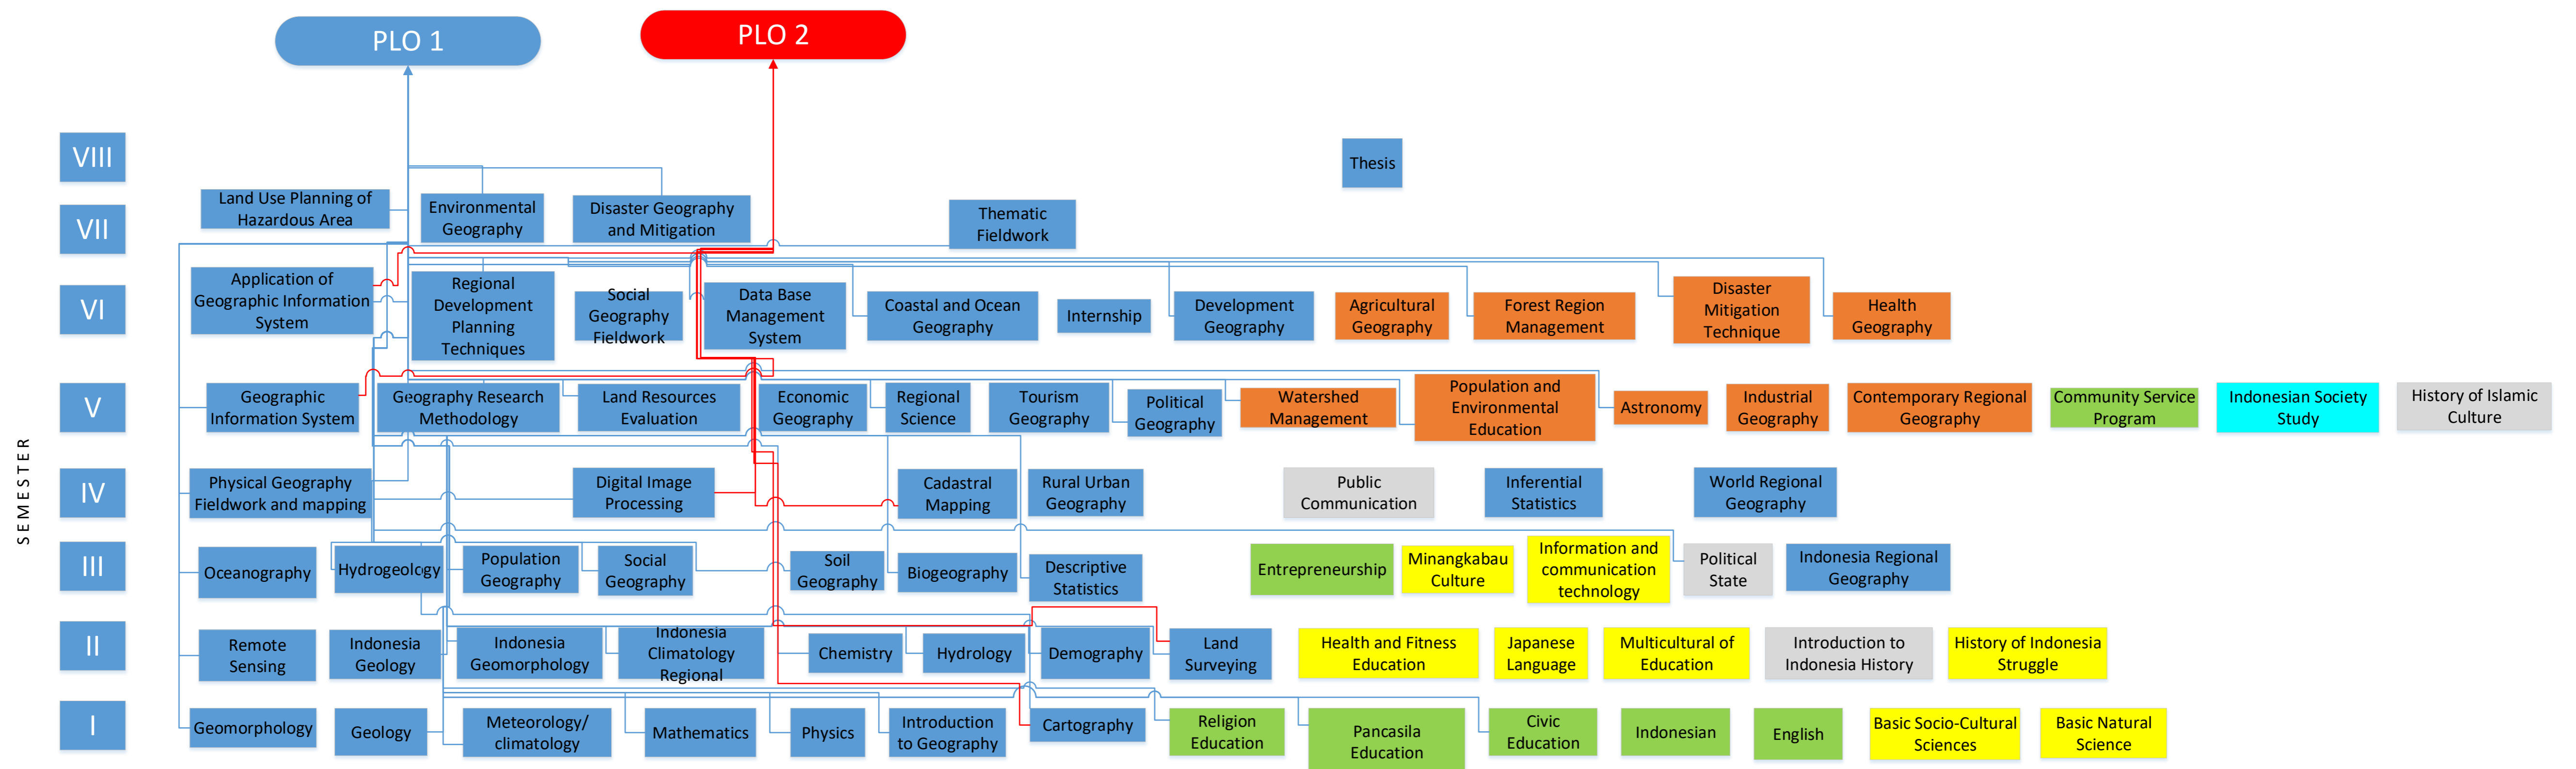 PLO 1
PLO 2
SEMESTER
VIII
Thesis
VII
Land Use Planning of
Hazardous Area
Environmental
Geography
Disaster Geography
and Mitigation
Thematic
Fieldwork
VI
Application of
Geographic Information
System
Regional
Development
Planning
Techniques
Social
Geography
Fieldwork
Data Base
Management
System
Coastal and Ocean
Geography
Internship
Development
Geography
Agricultural
Geography
Forest Region
Management
Disaster
Mitigation
Technique
Health
Geography
V
Geographic
Information System
Geography Research
Methodology
Land Resources
Evaluation
Economic
Geography
Regional
Science
Tourism
Geography
Political
Geography
Watershed
Management
Population and
Environmental
Education
Astronomy
Industrial
Geography
Contemporary Regional
Geography
Community Service
Program
Indonesian Society
Study
History of Islamic
Culture
IV
Physical Geography
Fieldwork and mapping
Digital Image
Processing
Cadastral
Mapping
Rural Urban
Geography
Public
Communication
Inferential
Statistics
World Regional
Geography
III
Oceanography
Hydrogeology
Population
Geography
Social
Geography
Soil
Geography
Biogeography
Descriptive
Statistics
Entrepreneurship
Minangkabau
Culture
Information and
communication
technology
Political
State
Indonesia Regional
Geography
II
Remote
Sensing
Indonesia
Geology
Indonesia
Geomorphology
Indonesia
Climatology
Regional
Chemistry
Hydrology
Demography
Land
Surveying
Health and Fitness
Education
Japanese
Language
Multicultural of
Education
Introduction to
Indonesia History
History of Indonesia
Struggle
I
Geomorphology
Geology
Meteorology/
climatology
Mathematics
Physics
Introduction
to Geography
Cartography
Religion
Education
Pancasila
Education
Civic
Education
Indonesian
English
Basic Socio-Cultural
Sciences
Basic Natural
Science